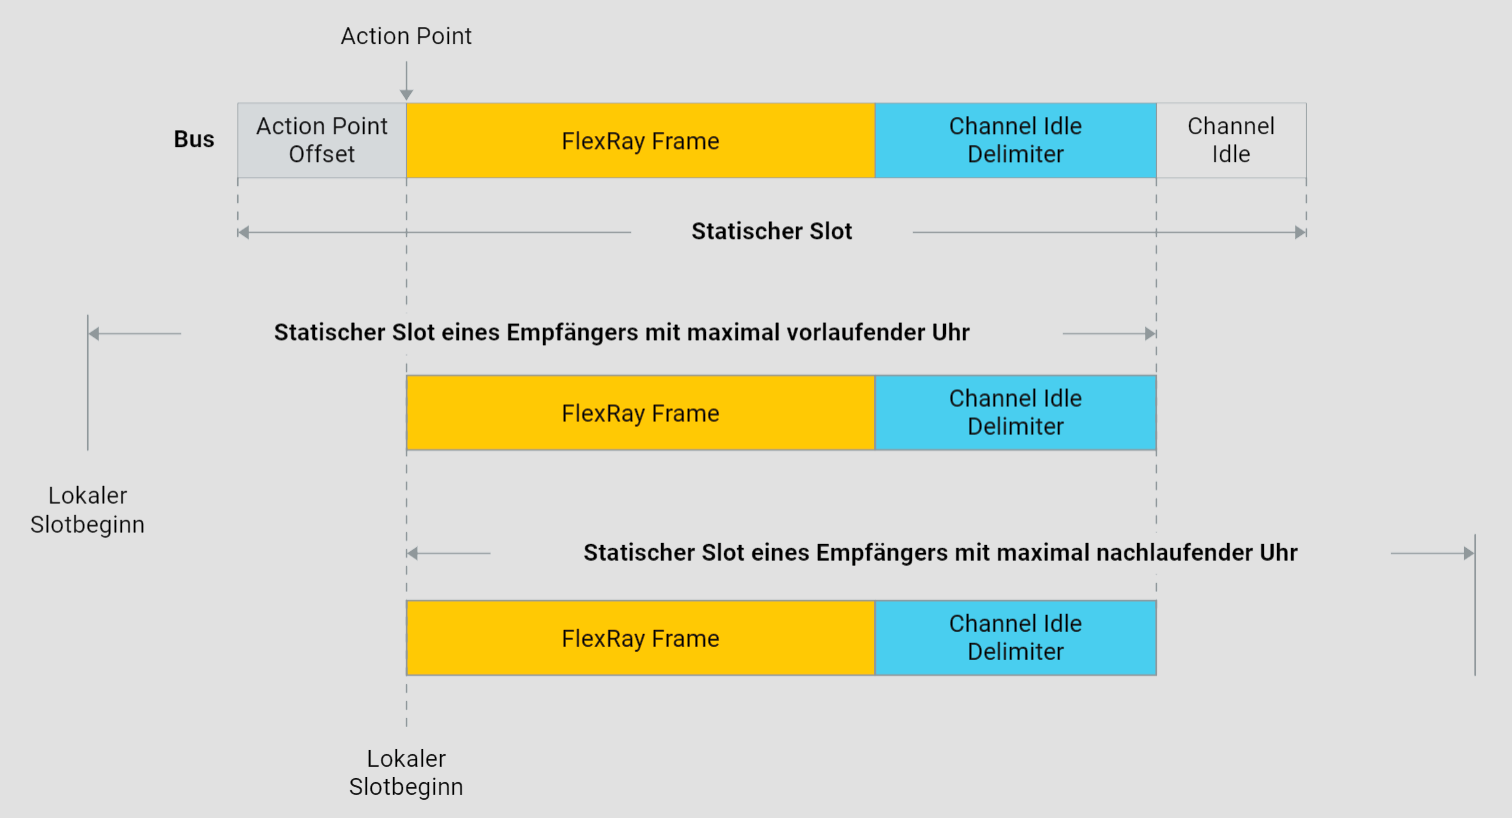 Action Point
Bus
Action Point
Offset
FlexRay Frame
Channel Idle
Delimiter
Channel
Idle
Statischer Slot
Statischer Slot eines Empfängers mit maximal vorlaufender Uhr
FlexRay Frame
Channel Idle
Delimiter
Lokaler
Slotbeginn
Statischer Slot eines Empfängers mit maximal nachlaufender Uhr
FlexRay Frame
Channel Idle
Delimiter
Lokaler
Slotbeginn